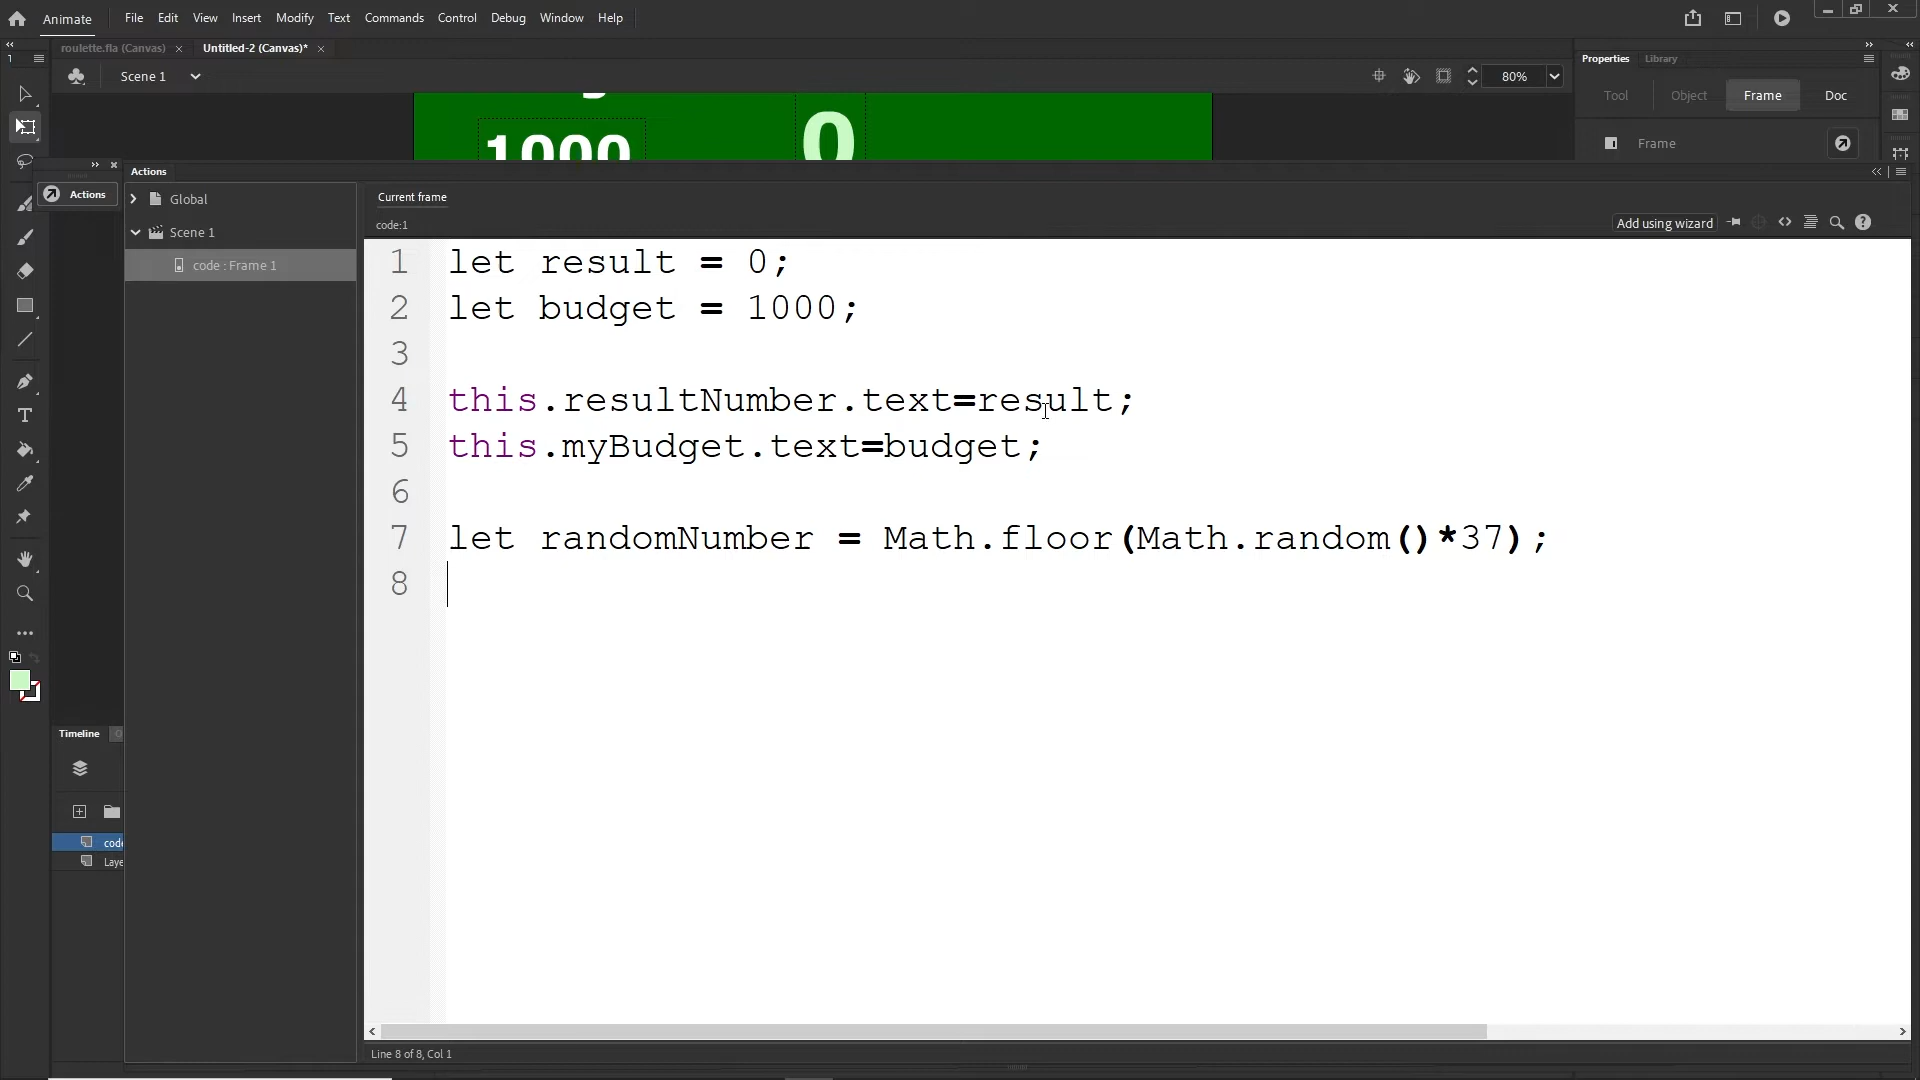 Animate File Edit View Insert Modify Text Commands Control Debug Window Help
roulette.fla (Canvas) Untitled-2 (Canvas)*
Scene 1 80%
1000 0
Properties Library
Tool Object Frame Doc
Frame
Actions
Actions
Global
Scene 1
code : Frame 1
Current frame
code:1
Add using wizard
1 let result = 0;
2 let budget = 1000;
3
4 this.resultNumber.text=result;
5 this.myBudget.text=budget;
6
7 let randomNumber = Math.floor(Math.random()*37);
8
Line 8 of 8, Col 1
Timeline
code
Laye